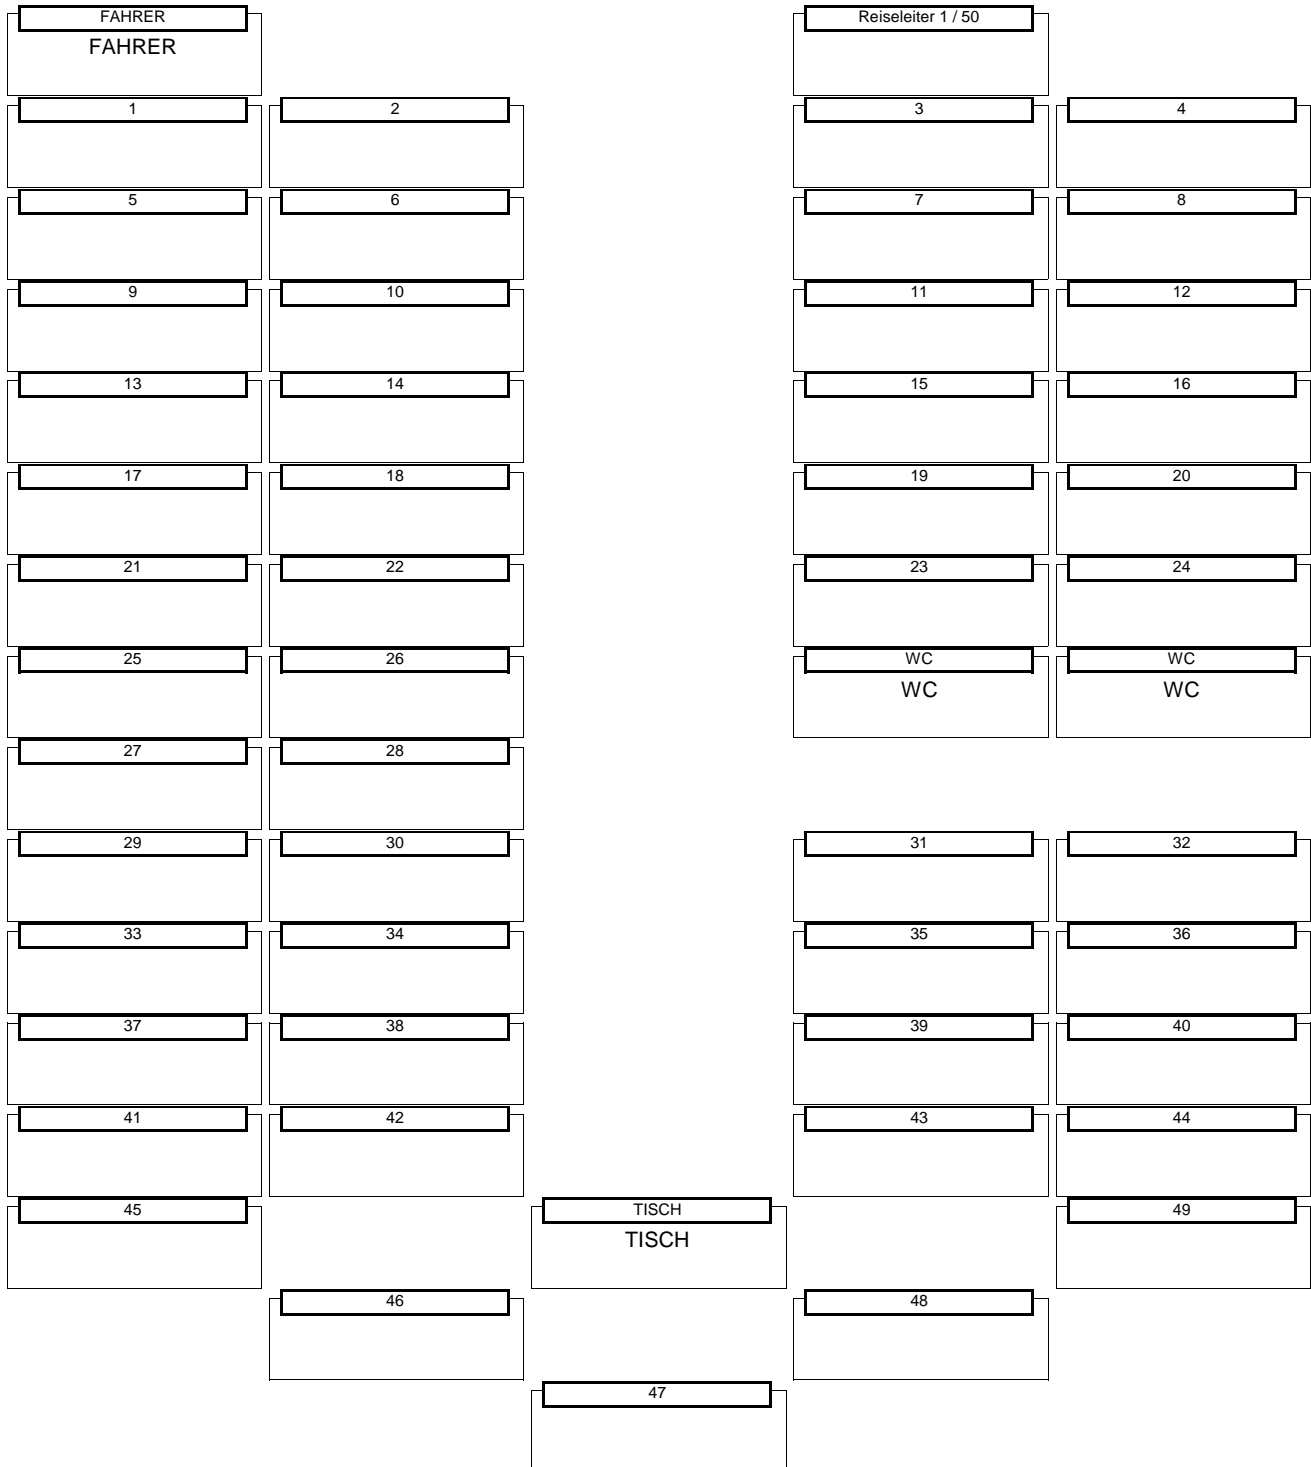 FAHRER Reiseleiter 1 / 50
FAHRER
1 2 3 4
5 6 7 8
9 10 11 12
13 14 15 16
17 18 19 20
21 22 23 24
25 26 WC WC
WC WC
27 28
29 30 31 32
33 34 35 36
37 38 39 40
41 42 43 44
45 TISCH 49
TISCH
46 48
47